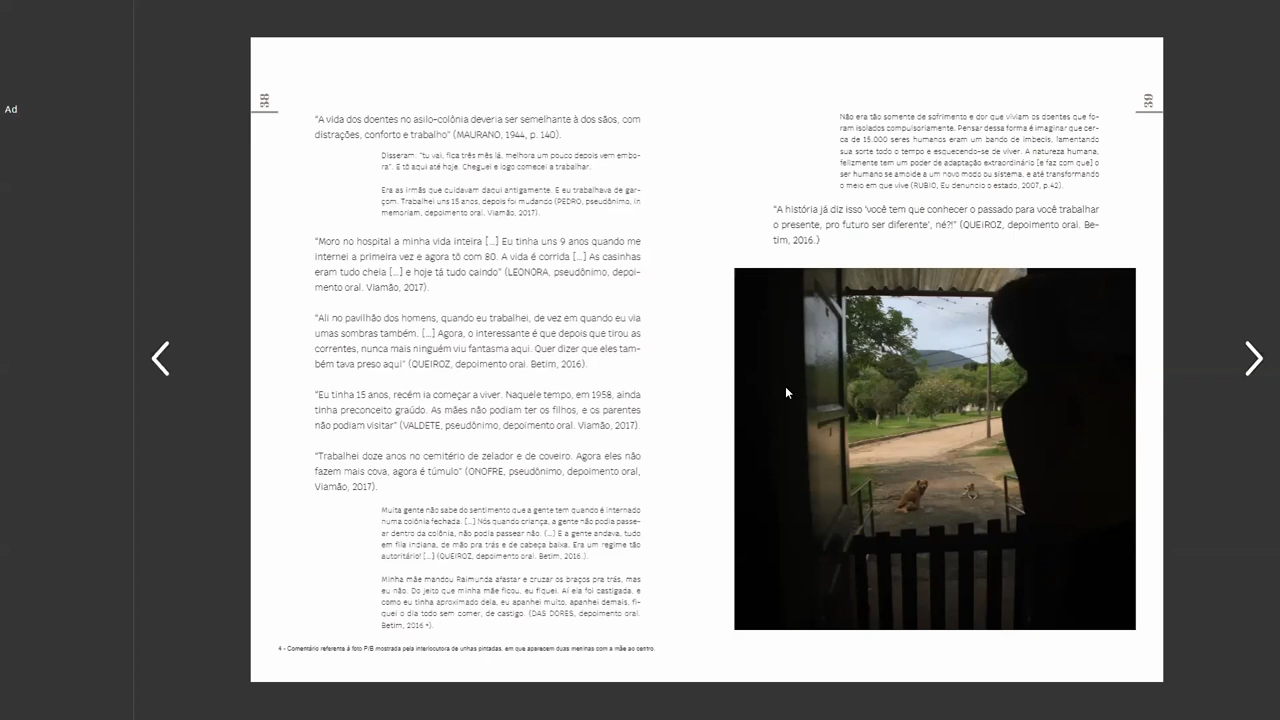 Ad
38
"A vida dos doentes no asilo-colônia deveria ser semelhante à dos sãos, com
distrações, conforto e trabalho" (MAURANO, 1944, p. 140).
Disseram: "tu vai, fica três mês lá, melhora um pouco depois vem embo-
ra". E tô aqui até hoje. Cheguei e logo comecei a trabalhar.
Era as irmãs que cuidavam daqui antigamente. E eu trabalhava de gar-
çom. Trabalhei uns 15 anos, depois foi mudando (PEDRO, pseudônimo, in
memoriam, depoimento oral. Viamão, 2017).
"Moro no hospital a minha vida inteira [...] Eu tinha uns 9 anos quando me
internei a primeira vez e agora tô com 80. A vida é corrida [...] As casinhas
eram tudo cheia [...] e hoje tá tudo caindo" (LEONORA, pseudônimo, depoi-
mento oral. Viamão, 2017).
"Ali no pavilhão dos homens, quando eu trabalhei, de vez em quando eu via
umas sombras também. [...] Agora, o interessante é que depois que tirou as
correntes, nunca mais ninguém viu fantasma aqui. Quer dizer que eles tam-
bém tava preso aqui" (QUEIROZ, depoimento oral. Betim, 2016).
"Eu tinha 15 anos, recém ia começar a viver. Naquele tempo, em 1958, ainda
tinha preconceito graúdo. As mães não podiam ter os filhos, e os parentes
não podiam visitar" (VALDETE, pseudônimo, depoimento oral. Viamão, 2017).
"Trabalhei doze anos no cemitério de zelador e de coveiro. Agora eles não
fazem mais cova, agora é túmulo" (ONOFRE, pseudônimo, depoimento oral,
Viamão, 2017).
Muita gente não sabe do sentimento que a gente tem quando é internado
numa colônia fechada. [...] Nós quando criança, a gente não podia passe-
ar dentro da colônia, não podia passear não. (...) E a gente andava, tudo
em fila indiana, de mão pra trás e de cabeça baixa. Era um regime tão
autoritário! [...] (QUEIROZ, depoimento oral. Betim, 2016.).
Minha mãe mandou Raimunda afastar e cruzar os braços pra trás, mas
eu não. Do jeito que minha mãe ficou, eu fiquei. Aí ela foi castigada, e
como eu tinha aproximado dela, eu apanhei muito, apanhei demais, fi-
quei o dia todo sem comer, de castigo. (DAS DORES, depoimento oral.
Betim, 2016 ⁴).
4 - Comentário referente à foto P/B mostrada pela interlocutora de unhas pintadas, em que aparecem duas meninas com a mãe ao centro.
39
Não era tão somente de sofrimento e dor que viviam os doentes que fo-
ram isolados compulsoriamente. Pensar dessa forma é imaginar que cer-
ca de 15.000 seres humanos eram um bando de imbecis, lamentando
sua sorte todo o tempo e esquecendo-se de viver. A natureza humana,
felizmente tem um poder de adaptação extraordinário [e faz com que] o
ser humano se amolde a um novo modo ou sistema, e até transformando
o meio em que vive (RUBIO, Eu denuncio o estado, 2007, p.42).
"A história já diz isso 'você tem que conhecer o passado para você trabalhar
o presente, pro futuro ser diferente', né?!" (QUEIROZ, depoimento oral. Be-
tim, 2016.)